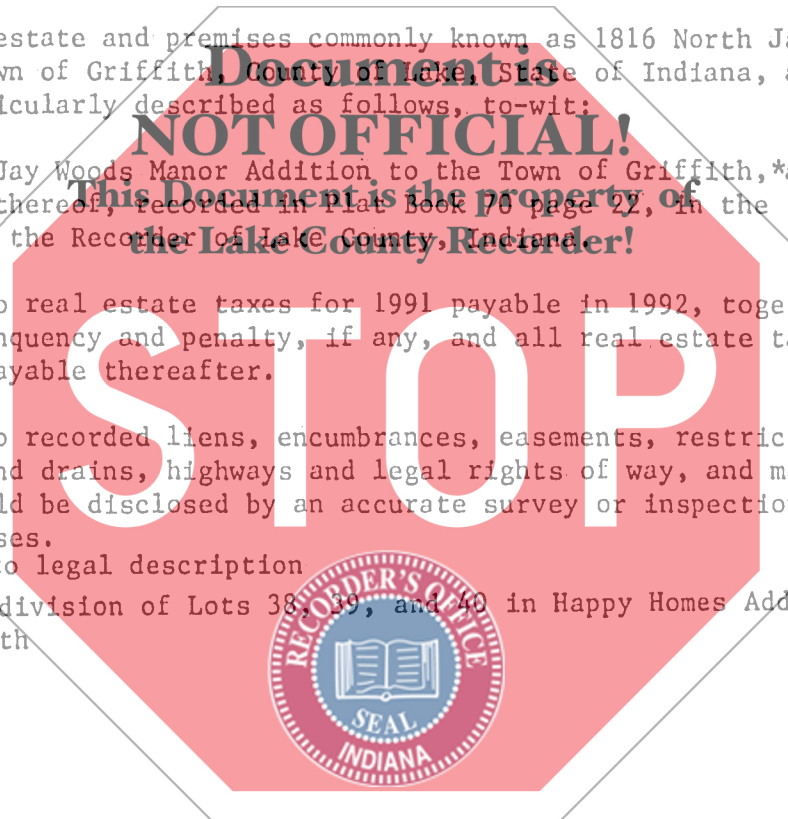 estate and premises commonly known as 1816 North Ja
wn of Griffith, County of Lake, State of Indiana, a
icularly described as follows, to-wit:
Document is
NOT OFFICIAL!
This Document is the property of
the Lake County Recorder!
Jay Woods Manor Addition to the Town of Griffith,*a
thereof, recorded in Plat Book 70 page 22, in the
the Recorder of Lake County, Indiana.
o real estate taxes for 1991 payable in 1992, toge
nquency and penalty, if any, and all real estate ta
ayable thereafter.
STOP
o recorded liens, encumbrances, easements, restric
nd drains, highways and legal rights of way, and ma
ld be disclosed by an accurate survey or inspectio
ses.
to legal description
division of Lots 38, 39, and 40 in Happy Homes Add
th
RECORDER'S OFFICE
SEAL
INDIANA